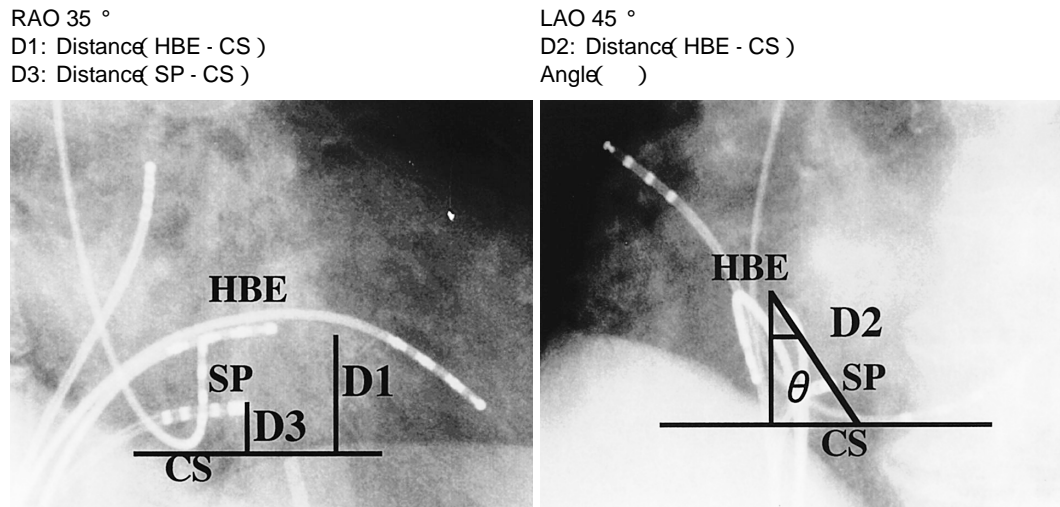 RAO 35 °
D1: Distance( HBE - CS )
D3: Distance( SP - CS )
LAO 45 °
D2: Distance( HBE - CS )
Angle(    )
HBE
SP
D1
D3
CS
HBE
D2
SP
θ
CS